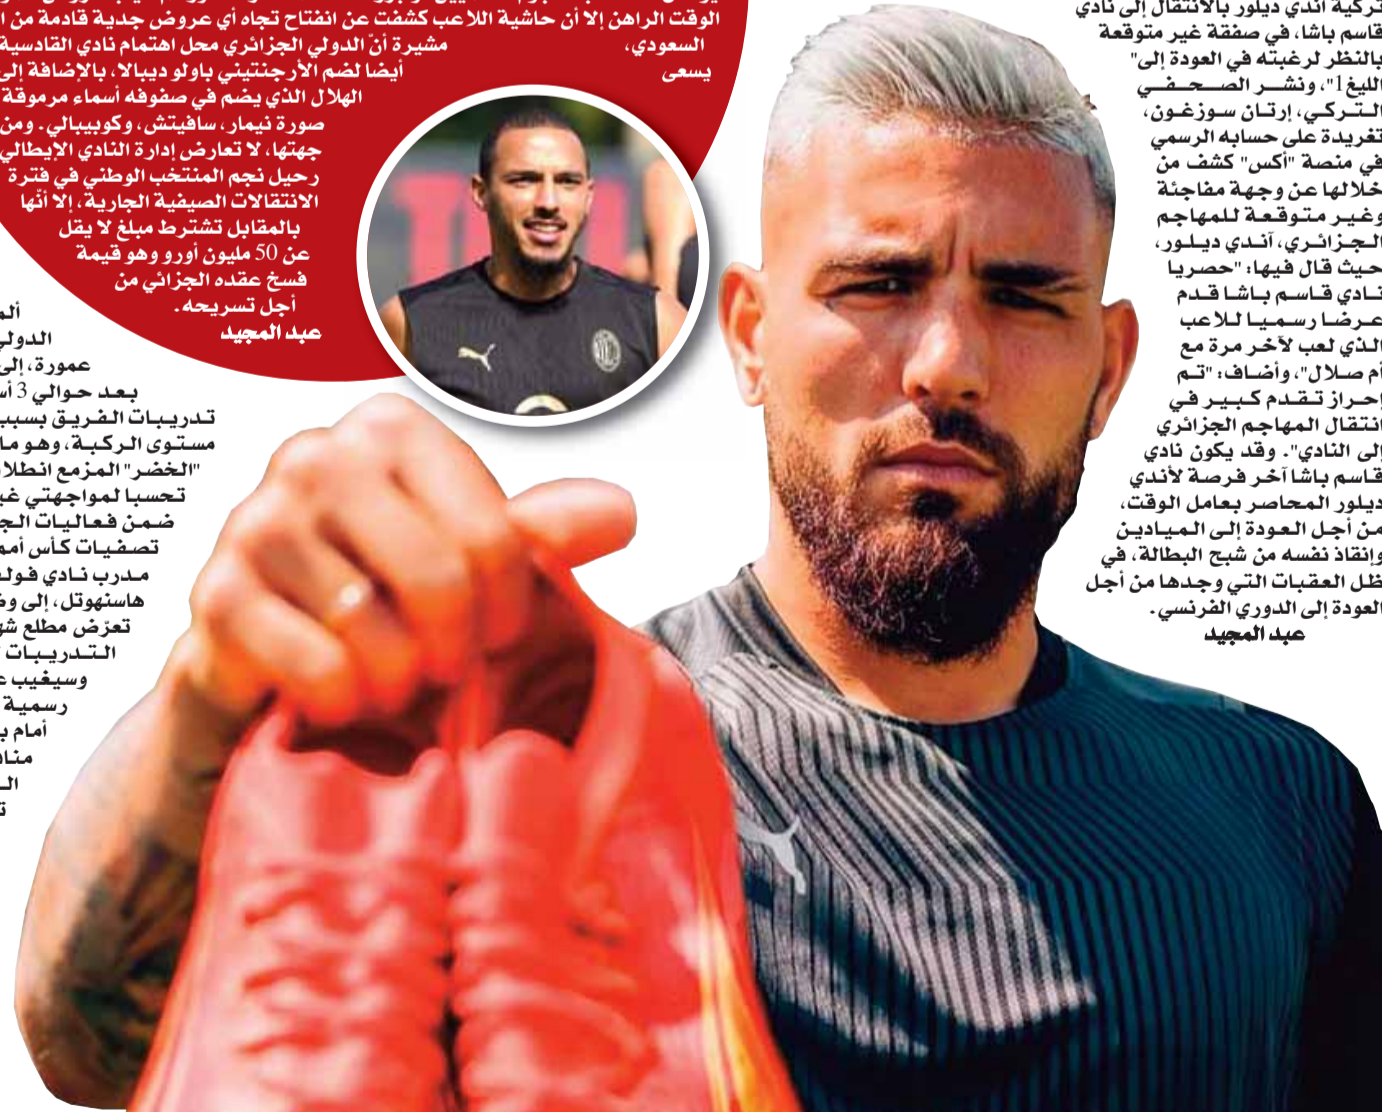 تركية آندي ديلور بالانتقال إلى نادي
قاسم باشا، في صفقة غير متوقعة
بالنظر لرغبته في العودة إلى"
الليغ1"، ونشر الصحفي
التركي، إرتان سوزغون،
تغريدة على حسابه الرسمي
في منصة "أكس" كشف من
خلالها عن وجهة مفاجئة
وغير متوقعة للمهاجم
الجزائري، آندي ديلور،
حيث قال فيها: "حصريا
نادي قاسم باشا قدم
عرضا رسميا للاعب
الذي لعب لآخر مرة مع
أم صلال"، وأضاف: "تم
إحراز تقدم كبير في
انتقال المهاجم الجزائري
إلى النادي". وقد يكون نادي
قاسم باشا آخر فرصة لأندي
ديلور المحاصر بعامل الوقت،
من أجل العودة إلى الميادين
وإنقاذ نفسه من شبح البطالة، في
ظل العقبات التي وجدها من أجل
العودة إلى الدوري الفرنسي.
عبد المجيد
الوقت الراهن إلا أن حاشية اللاعب كشفت عن انفتاح تجاه أي عروض جدية قادمة من
السعودي، مشيرة أنّ الدولي الجزائري محل اهتمام نادي القادسية
يسعى أيضا لضم الأرجنتيني باولو ديبالا، بالإضافة إلى
الهلال الذي يضم في صفوفه أسماء مرموقة
صورة نيمار، سافيتش، وكوبيبالي. ومن
جهتها، لا تعارض إدارة النادي الإيطالي
رحيل نجم المنتخب الوطني في فترة
الانتقالات الصيفية الجارية، إلا أنّها
بالمقابل تشترط مبلغ لا يقل
عن 50 مليون أورو وهو قيمة
فسخ عقده الجزائي من
أجل تسريحه.
عبد المجيد
الدولي
عمورة، إلى
بعد حوالي 3
تدريبات الفريق بسبب
مستوى الركبة، وهو
"الخضر" المزمع
تحسبا لمواجهتي
ضمن فعاليات
تصفيات كأس
مدرب نادي
هاسنهوتل، إلى
تعرّض مطلع
التدريبات
وسيغيب
رسمية
أمام